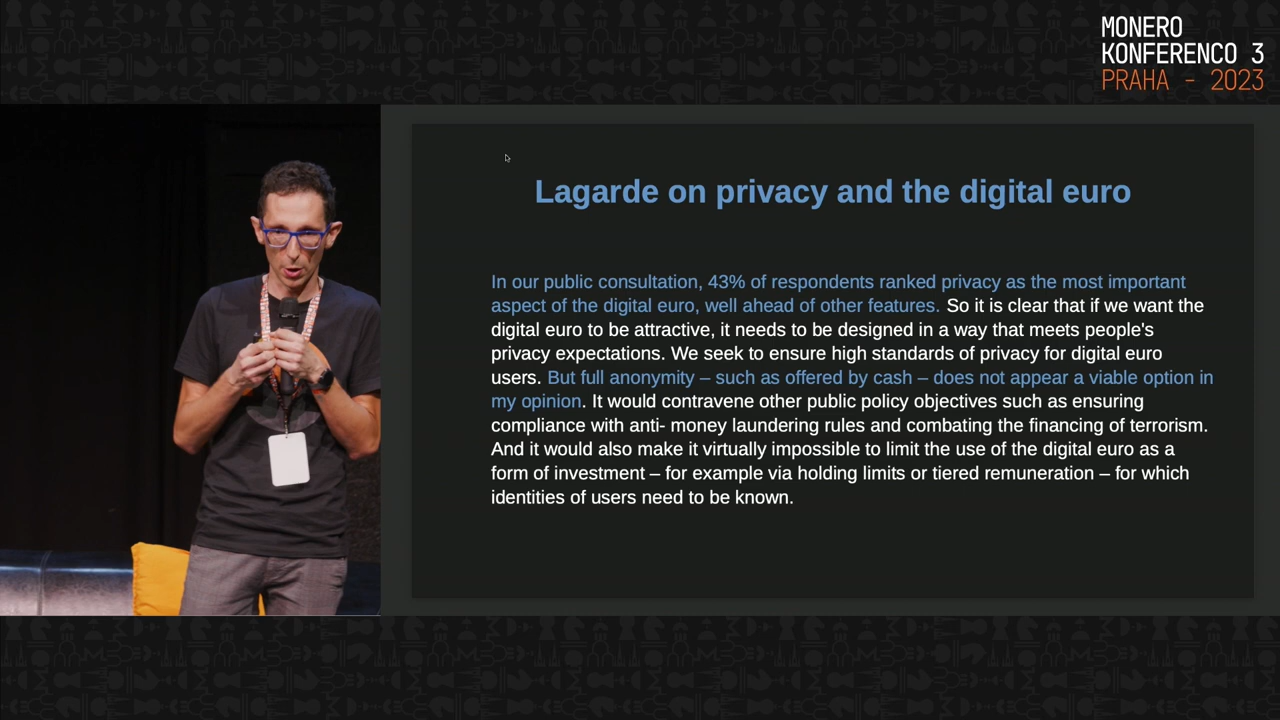 MONERO
KONFERENCO 3
PRAHA - 2023
Lagarde on privacy and the digital euro
In our public consultation, 43% of respondents ranked privacy as the most important
aspect of the digital euro, well ahead of other features. So it is clear that if we want the
digital euro to be attractive, it needs to be designed in a way that meets people's
privacy expectations. We seek to ensure high standards of privacy for digital euro
users. But full anonymity – such as offered by cash – does not appear a viable option in
my opinion. It would contravene other public policy objectives such as ensuring
compliance with anti- money laundering rules and combating the financing of terrorism.
And it would also make it virtually impossible to limit the use of the digital euro as a
form of investment – for example via holding limits or tiered remuneration – for which
identities of users need to be known.